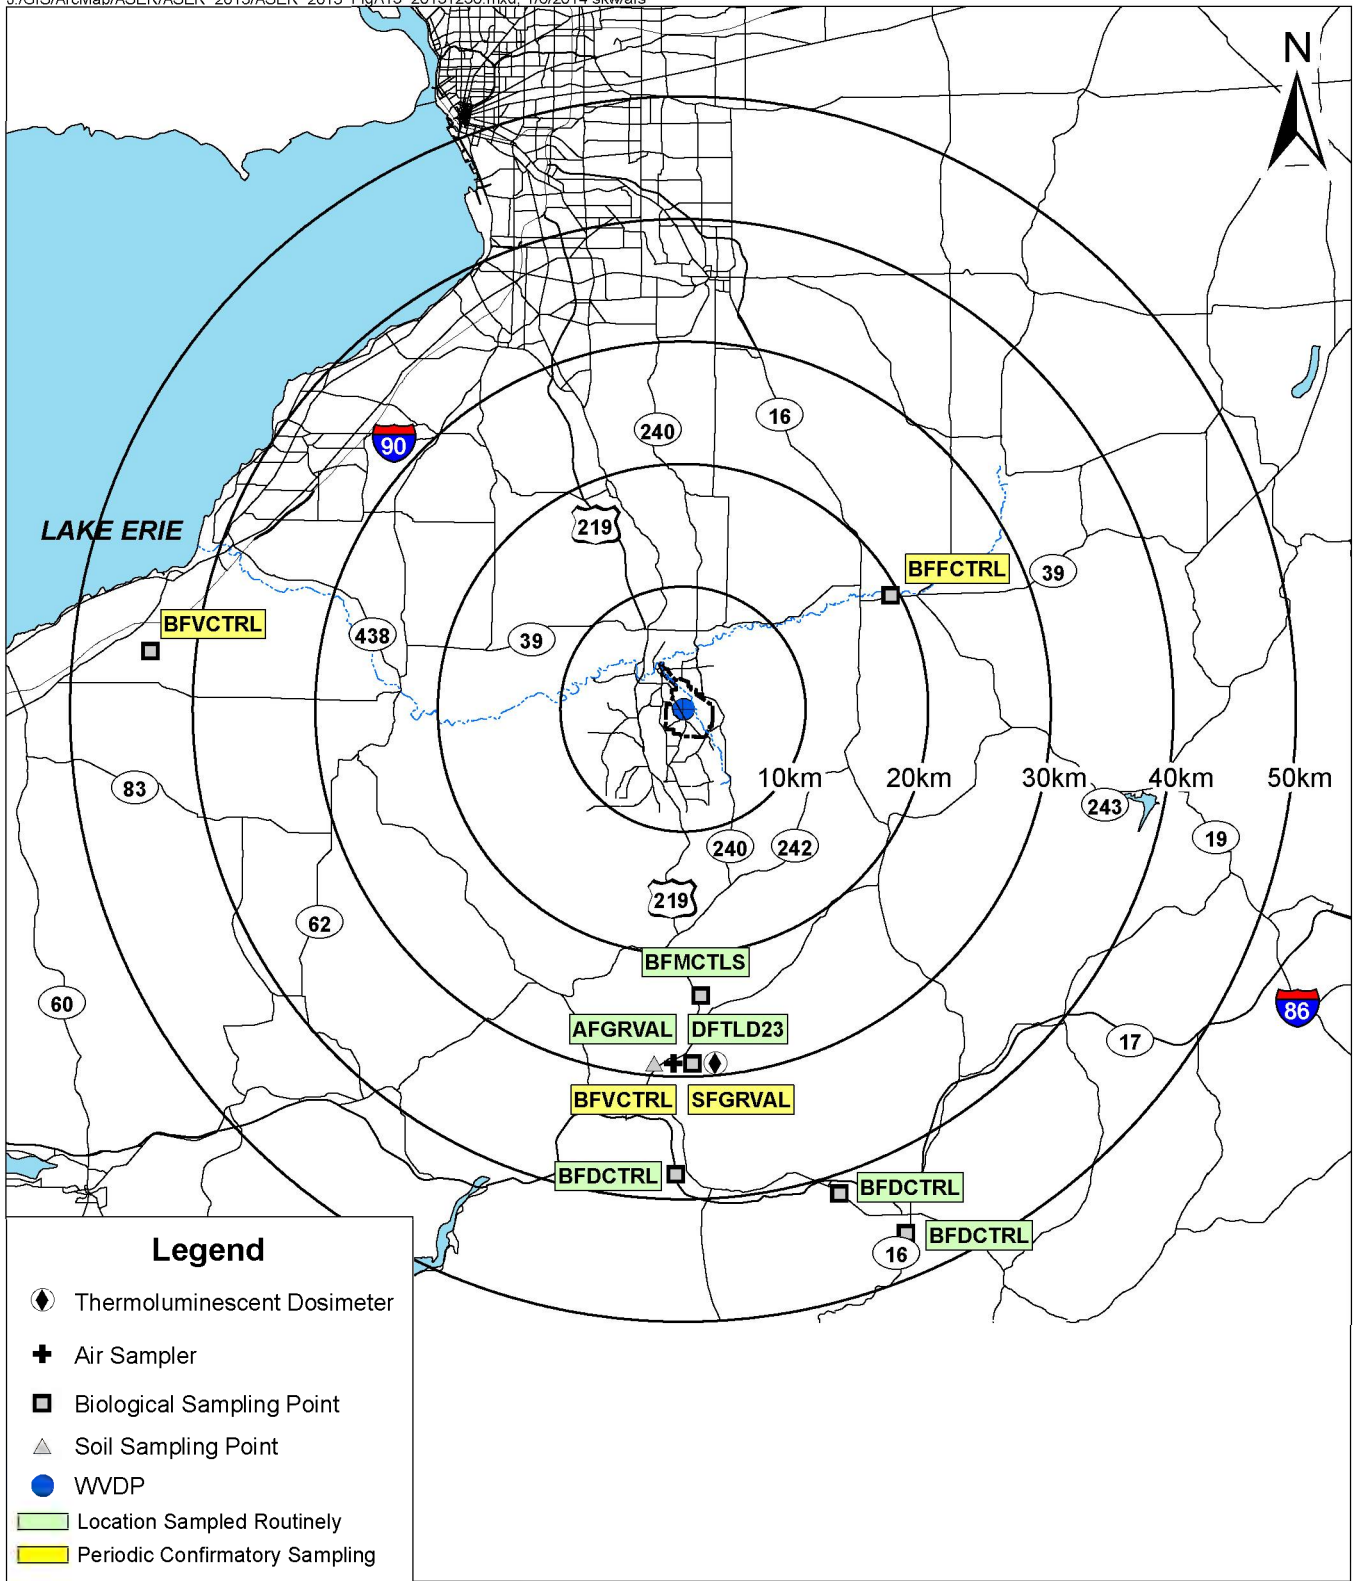 N
16
240
90
219
LAKE ERIE
BFFCTRL
39
BFVCTRL
438
39
10km
20km
30km
40km
50km
83
243
19
240
242
219
62
BFMCTLS
60
86
AFGRVAL
DFTLD23
17
BFVCTRL
SFGRVAL
BFDCTRL
BFDCTRL
BFDCTRL
16
Legend
Thermoluminescent Dosimeter
Air Sampler
Biological Sampling Point
Soil Sampling Point
WVDP
Location Sampled Routinely
Periodic Confirmatory Sampling